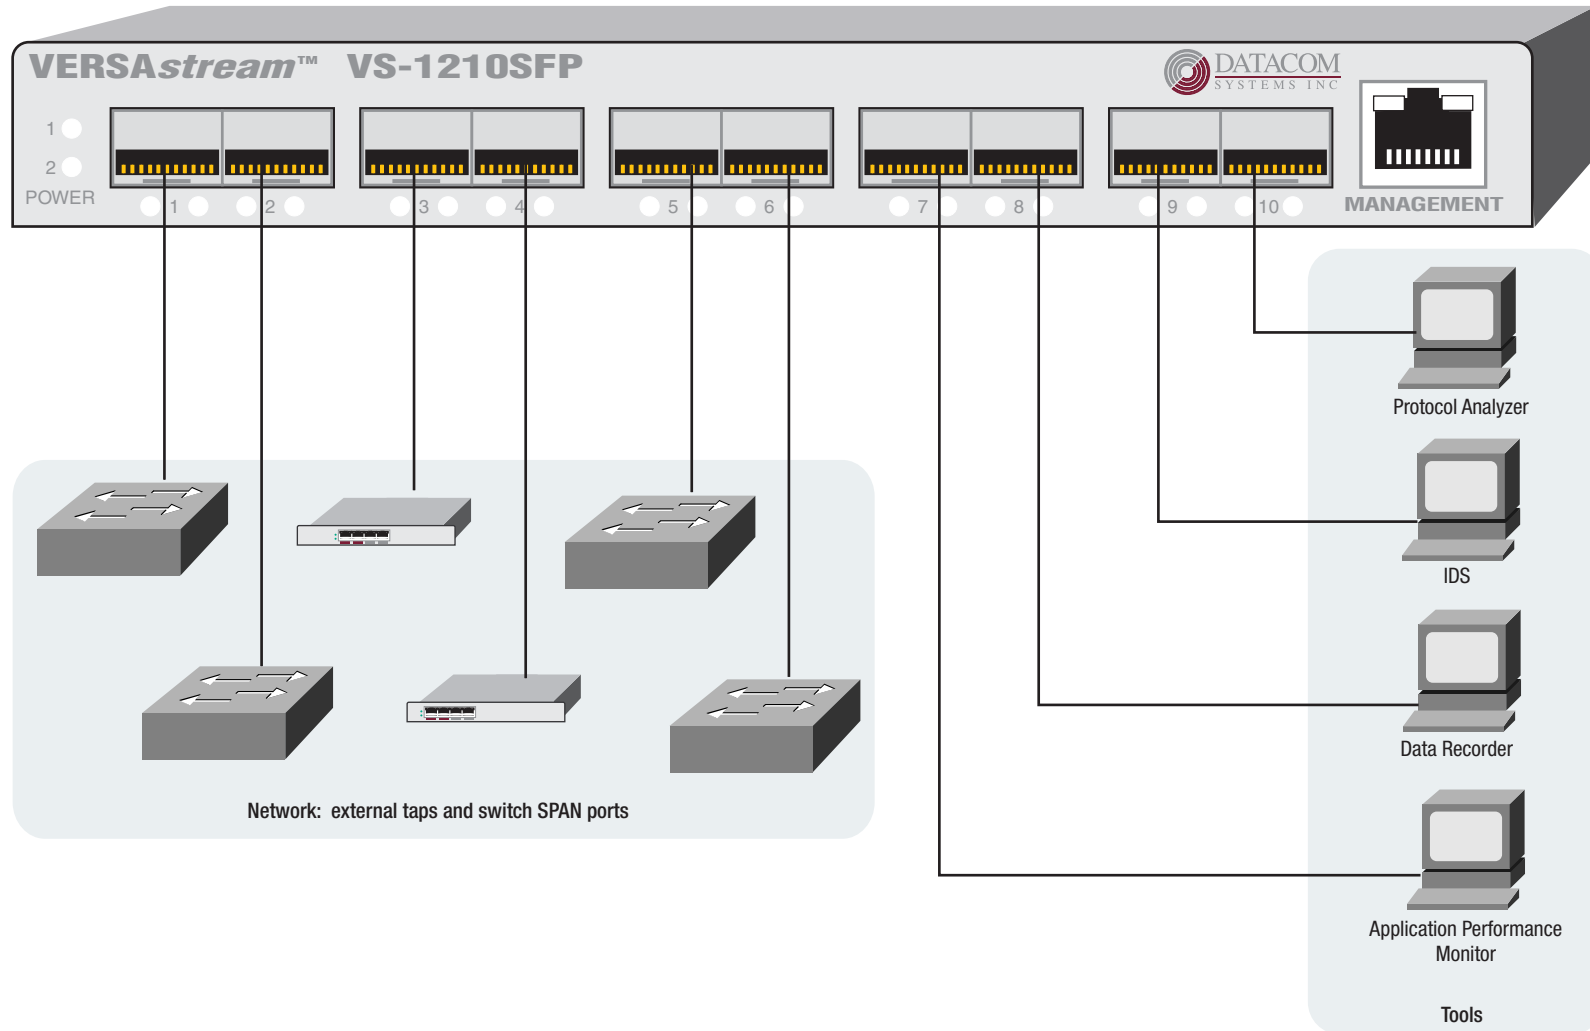 VERSAstream™ VS-1210SFP
DATACOM
SYSTEMS INC
1
2
POWER
1 2 3 4 5 6 7 8 9 10
MANAGEMENT
Protocol Analyzer
IDS
Data Recorder
Application Performance
Monitor
Tools
Network: external taps and switch SPAN ports